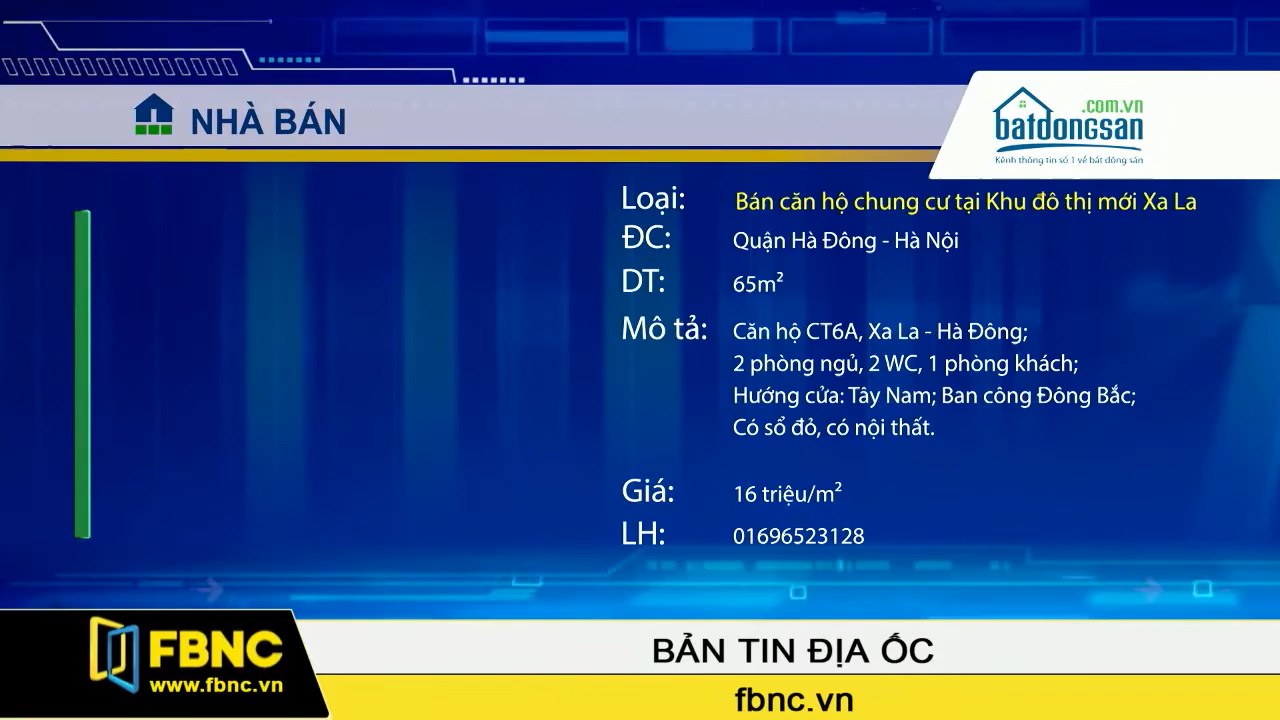 NHÀ BÁN
.com.vn
batdongsan
Kênh thông tin số 1 về bất động sản
Loại: Bán căn hộ chung cư tại Khu đô thị mới Xa La
ĐC: Quận Hà Đông - Hà Nội
DT: 65m²
Mô tả: Căn hộ CT6A, Xa La - Hà Đông;
2 phòng ngủ, 2 WC, 1 phòng khách;
Hướng cửa: Tây Nam; Ban công Đông Bắc;
Có sổ đỏ, có nội thất.
Giá: 16 triệu/m²
LH: 01696523128
FBNC
www.fbnc.vn
BẢN TIN ĐỊA ỐC
fbnc.vn